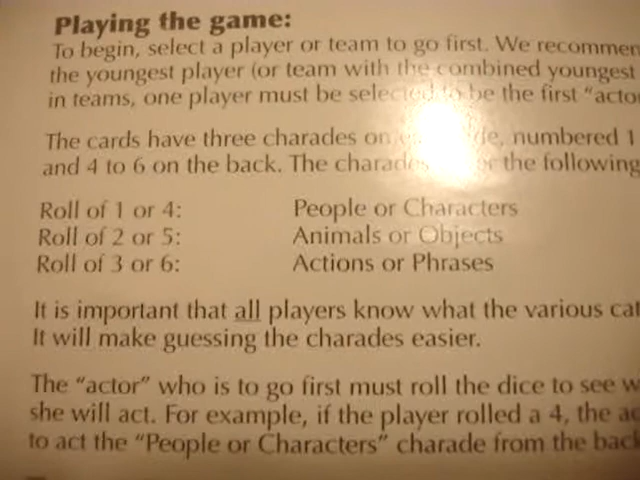 Playing the game:
To begin, select a player or team to go first. We recommen
the youngest player (or team with the combined youngest
in teams, one player must be selected to be the first “acto
The cards have three charades on numbered 1
and 4 to 6 on the back. The charades the following
Roll of 1 or 4: People or Characters
Roll of 2 or 5: Animals or Objects
Roll of 3 or 6: Actions or Phrases
It is important that all players know what the various cat
It will make guessing the charades easier.
The “actor” who is to go first must roll the dice to see w
she will act. For example, if the player rolled a 4, the ac
to act the “People or Characters” charade from the back